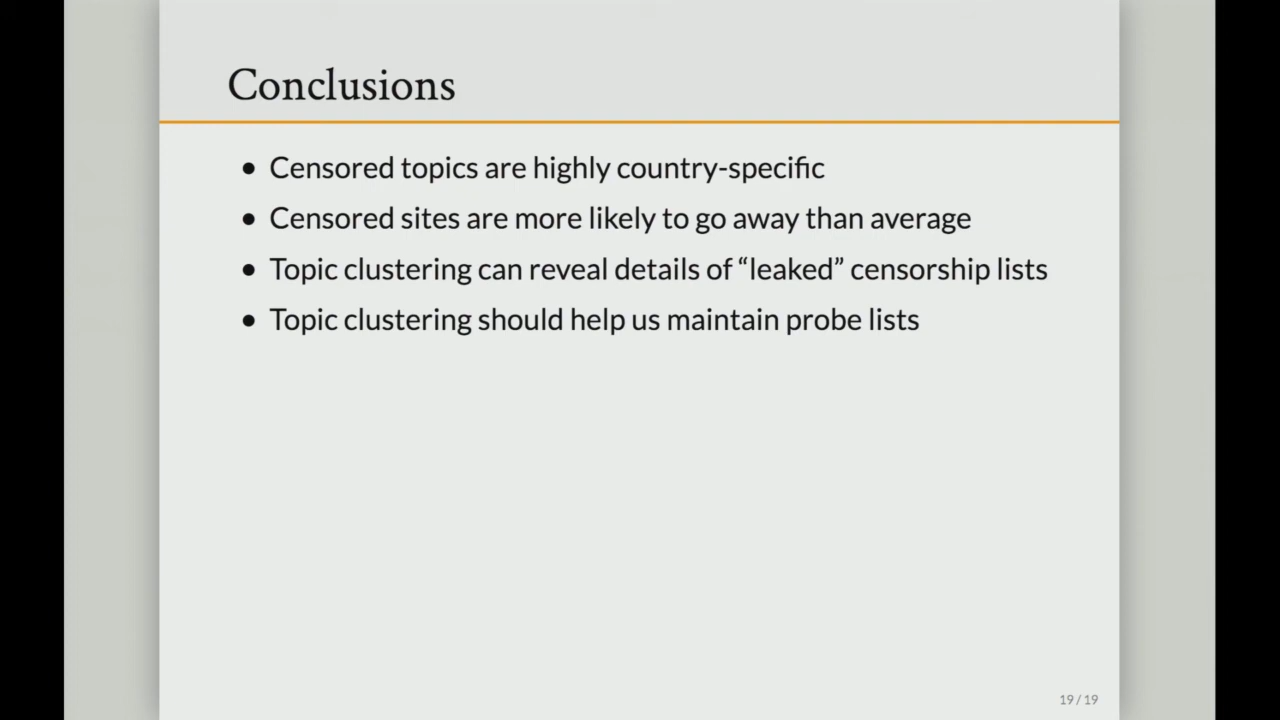 Conclusions
• Censored topics are highly country-specific
• Censored sites are more likely to go away than average
• Topic clustering can reveal details of “leaked” censorship lists
• Topic clustering should help us maintain probe lists
19 / 19